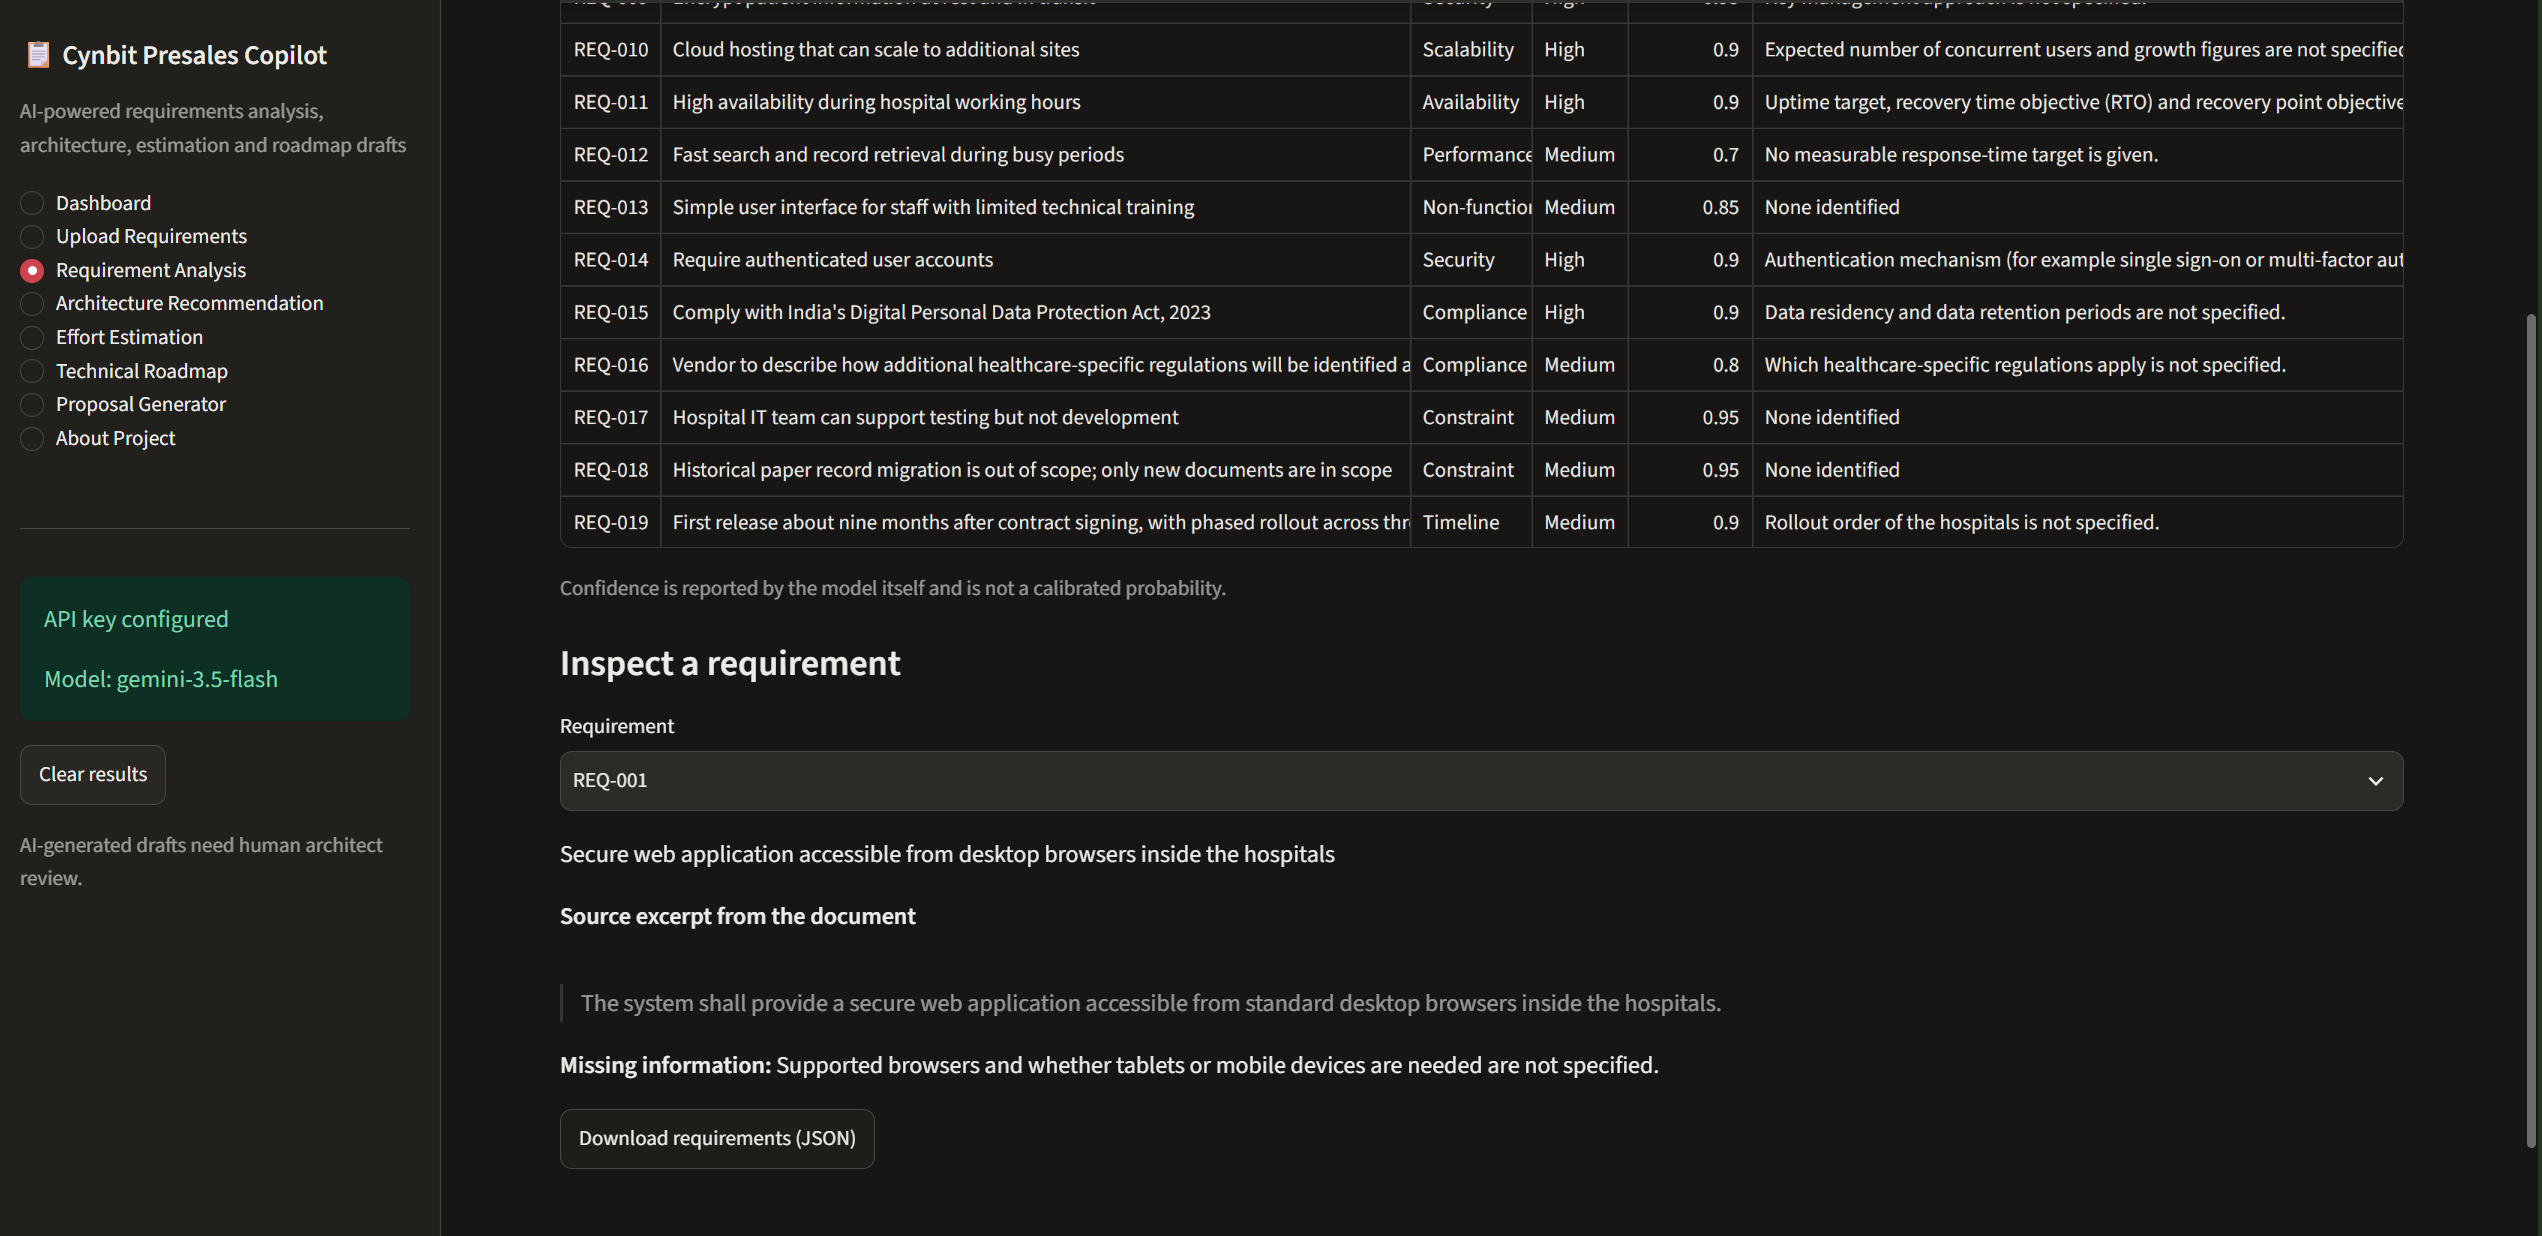 Cynbit Presales Copilot
AI-powered requirements analysis,
architecture, estimation and roadmap drafts
Dashboard
Upload Requirements
Requirement Analysis
Architecture Recommendation
Effort Estimation
Technical Roadmap
Proposal Generator
About Project
API key configured
Model: gemini-3.5-flash
Clear results
AI-generated drafts need human architect
review.
REQ-010 Cloud hosting that can scale to additional sites Scalability High 0.9 Expected number of concurrent users and growth figures are not specified
REQ-011 High availability during hospital working hours Availability High 0.9 Uptime target, recovery time objective (RTO) and recovery point objective
REQ-012 Fast search and record retrieval during busy periods Performance Medium 0.7 No measurable response-time target is given.
REQ-013 Simple user interface for staff with limited technical training Non-function Medium 0.85 None identified
REQ-014 Require authenticated user accounts Security High 0.9 Authentication mechanism (for example single sign-on or multi-factor aut
REQ-015 Comply with India's Digital Personal Data Protection Act, 2023 Compliance High 0.9 Data residency and data retention periods are not specified.
REQ-016 Vendor to describe how additional healthcare-specific regulations will be identified a Compliance Medium 0.8 Which healthcare-specific regulations apply is not specified.
REQ-017 Hospital IT team can support testing but not development Constraint Medium 0.95 None identified
REQ-018 Historical paper record migration is out of scope; only new documents are in scope Constraint Medium 0.95 None identified
REQ-019 First release about nine months after contract signing, with phased rollout across thr Timeline Medium 0.9 Rollout order of the hospitals is not specified.
Confidence is reported by the model itself and is not a calibrated probability.
Inspect a requirement
Requirement
REQ-001
Secure web application accessible from desktop browsers inside the hospitals
Source excerpt from the document
The system shall provide a secure web application accessible from standard desktop browsers inside the hospitals.
Missing information: Supported browsers and whether tablets or mobile devices are needed are not specified.
Download requirements (JSON)